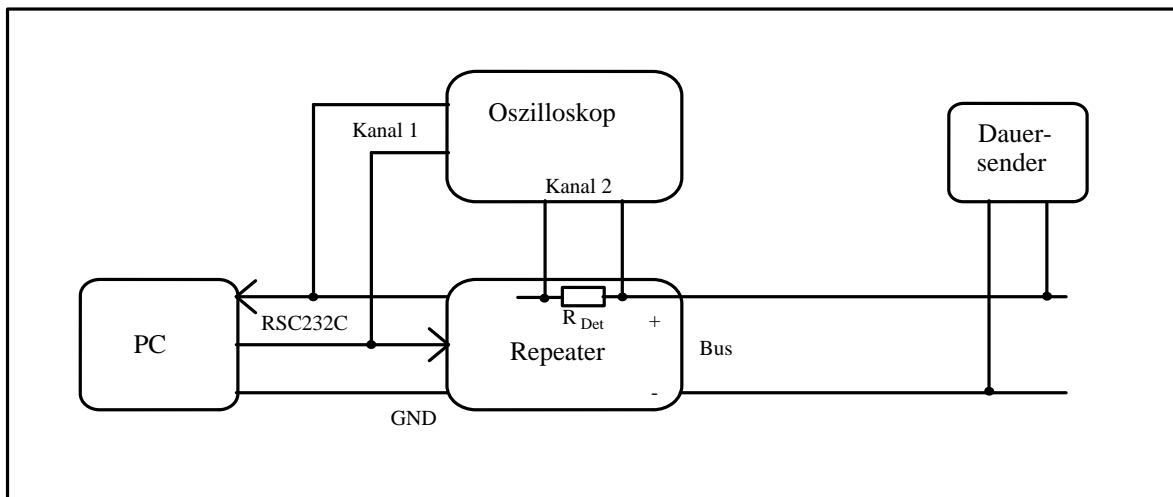 Oszilloskop
Kanal 1
Kanal 2
Dauer-
sender
PC
RSC232C
GND
R Det
Repeater
+
-
Bus